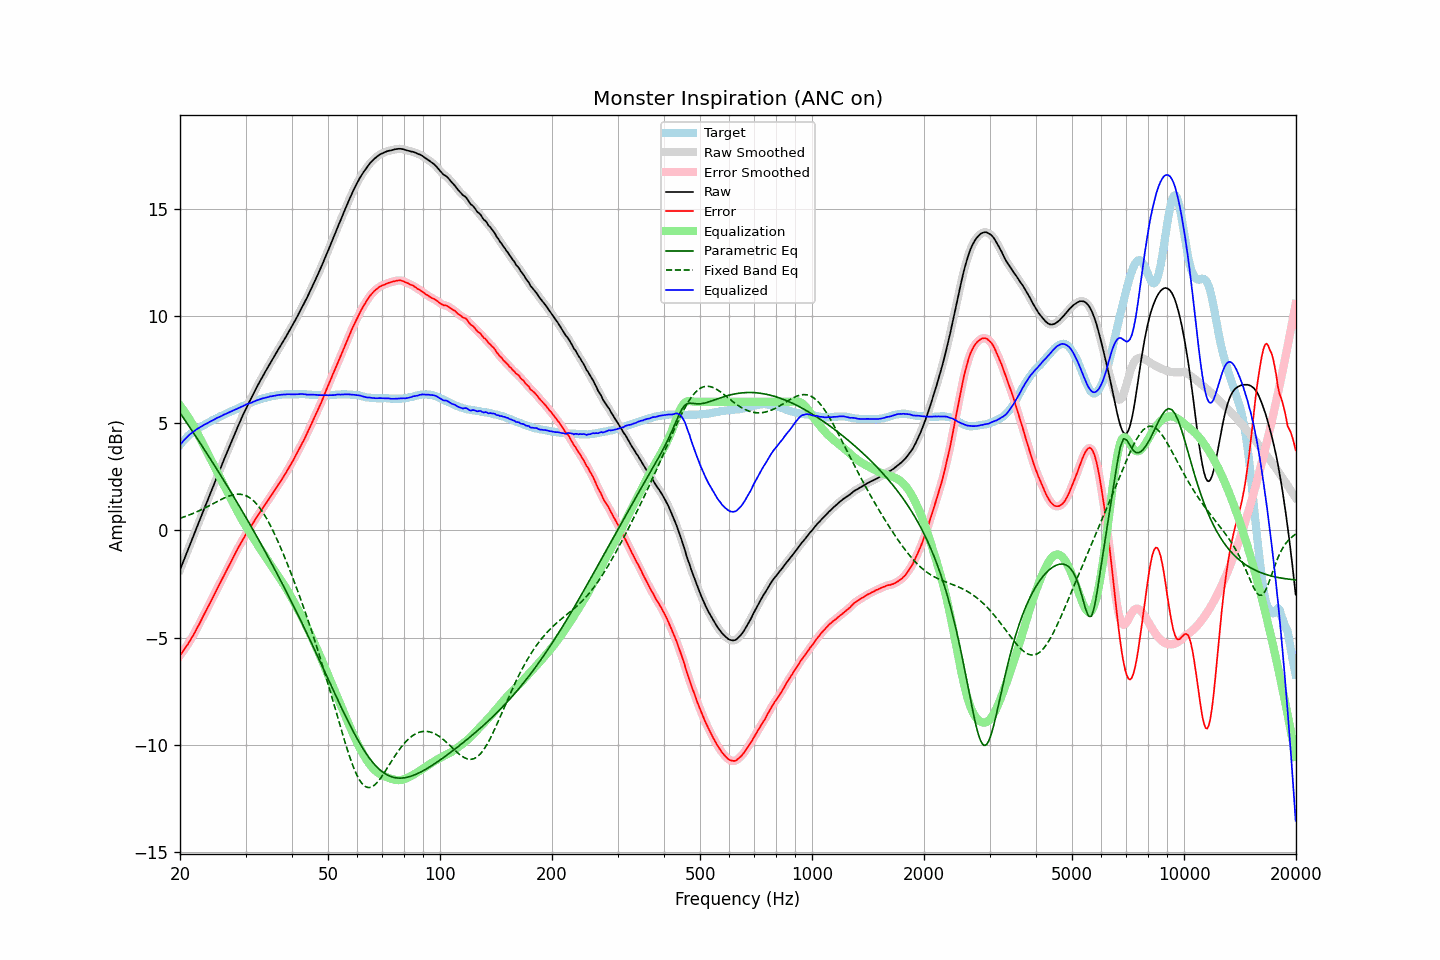 Monster Inspiration (ANC on)
Target
Raw Smoothed
Error Smoothed
Raw
Error
Equalization
Parametric Eq
Fixed Band Eq
Equalized
Amplitude (dBr)
15
10
5
0
−5
−10
−15
20 50 100 200 500 1000 2000 5000 10000 20000
Frequency (Hz)